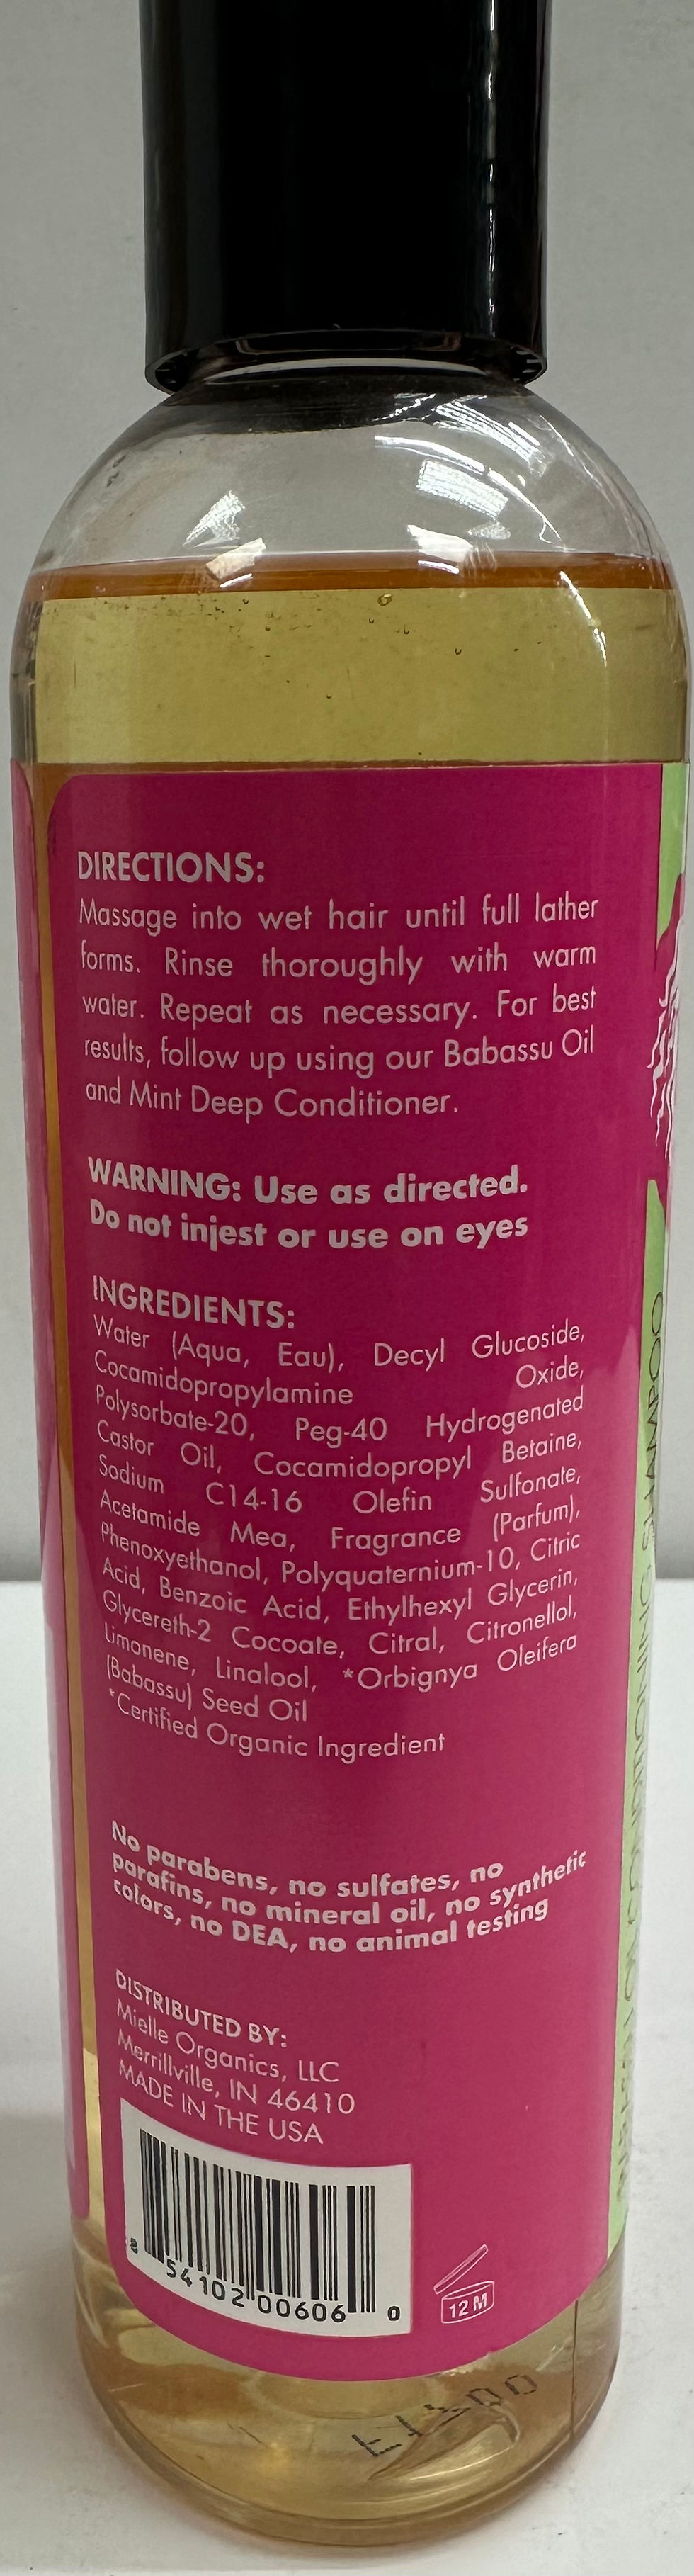 DIRECTIONS:
Massage into wet hair until full lather
forms. Rinse thoroughly with warm
water. Repeat as necessary. For best
results, follow up using our Babassu Oil
and Mint Deep Conditioner.
WARNING: Use as directed.
Do not injest or use on eyes
INGREDIENTS:
Water (Aqua, Eau), Decyl Glucoside,
Cocamidopropylamine Oxide,
Polysorbate-20, Peg-40 Hydrogenated
Castor Oil, Cocamidopropyl Betaine,
Sodium C14-16 Olefin Sulfonate,
Acetamide Mea, Fragrance (Parfum),
Phenoxyethanol, Polyquaternium-10, Citric
Acid, Benzoic Acid, Ethylhexyl Glycerin,
Glycereth-2 Cocoate, Citral, Citronellol,
Limonene, Linalool, *Orbignya Oleifera
(Babassu) Seed Oil
*Certified Organic Ingredient
No parabens, no sulfates, no
parafins, no mineral oil, no synthetic
colors, no DEA, no animal testing
DISTRIBUTED BY:
Mielle Organics, LLC
Merrillville, IN 46410
MADE IN THE USA
8 54102 00606 0
12 M
CONDITIONING SHAMPOO